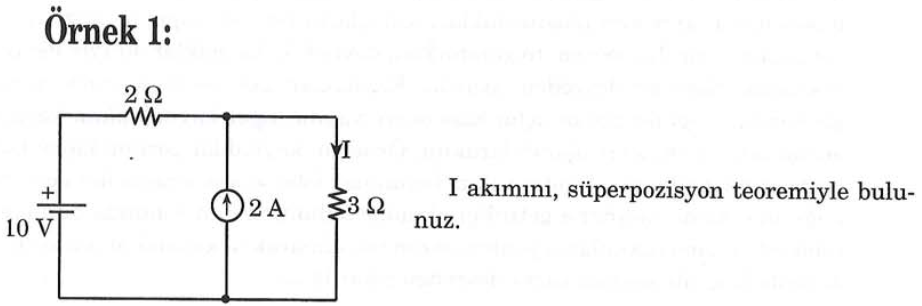 Örnek 1:
2 Ω
I
+
10 V
2 A
3 Ω
I akımını, süperpozisyon teoremiyle bulu-
nuz.